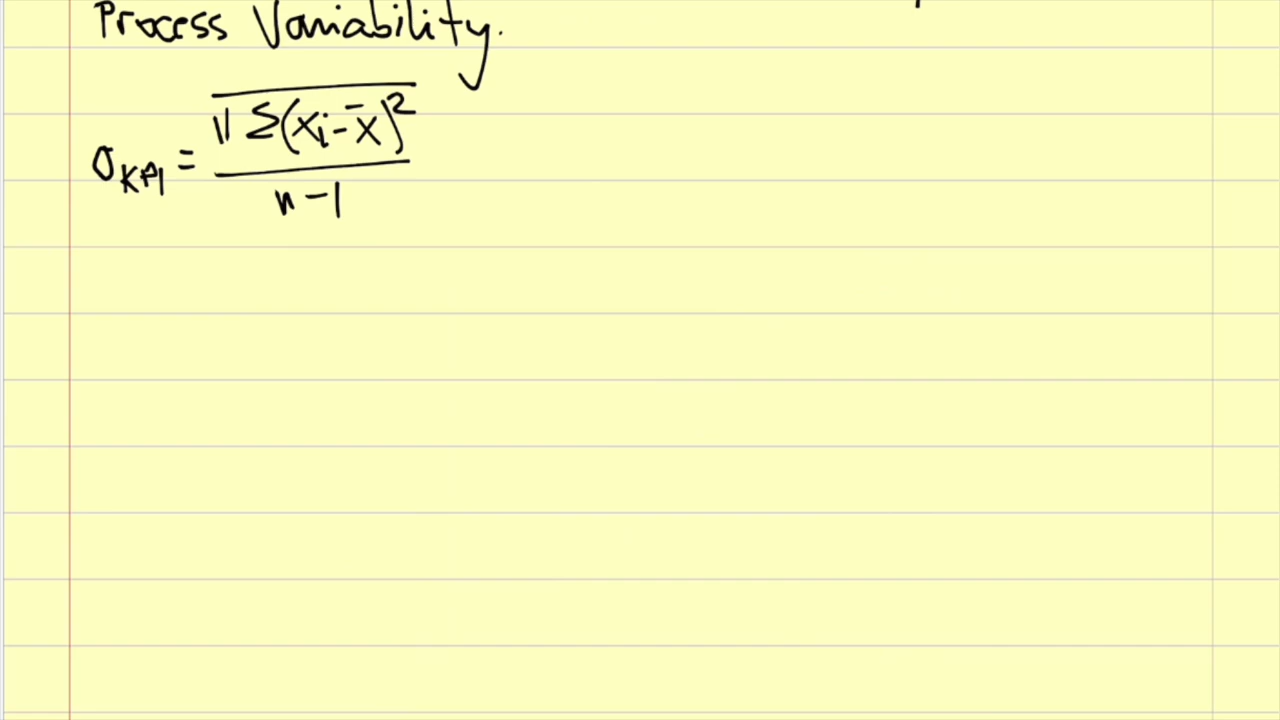 Process Variability.
σ_KPI = √Σ(xi-x̄)² / n-1